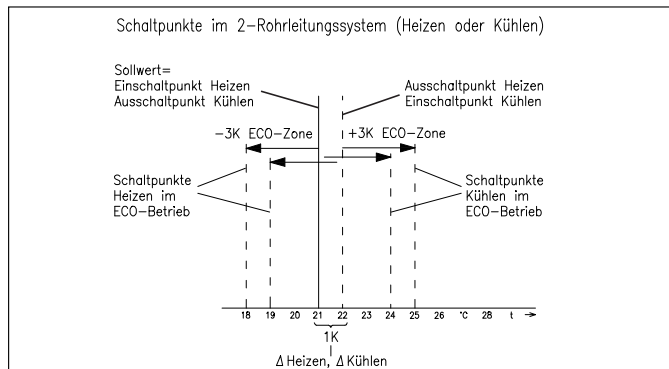 Schaltpunkte im 2-Rohrleitungssystem (Heizen oder Kühlen)
Sollwert=
Einschaltpunkt Heizen
Ausschaltpunkt Kühlen
Ausschaltpunkt Heizen
Einschaltpunkt Kühlen
-3K ECO-Zone
+3K ECO-Zone
Schaltpunkte
Heizen im
ECO-Betrieb
Schaltpunkte
Kühlen im
ECO-Betrieb
18 19 20 21 22 23 24 25 26 °C 28 t
1K
Δ Heizen, Δ Kühlen